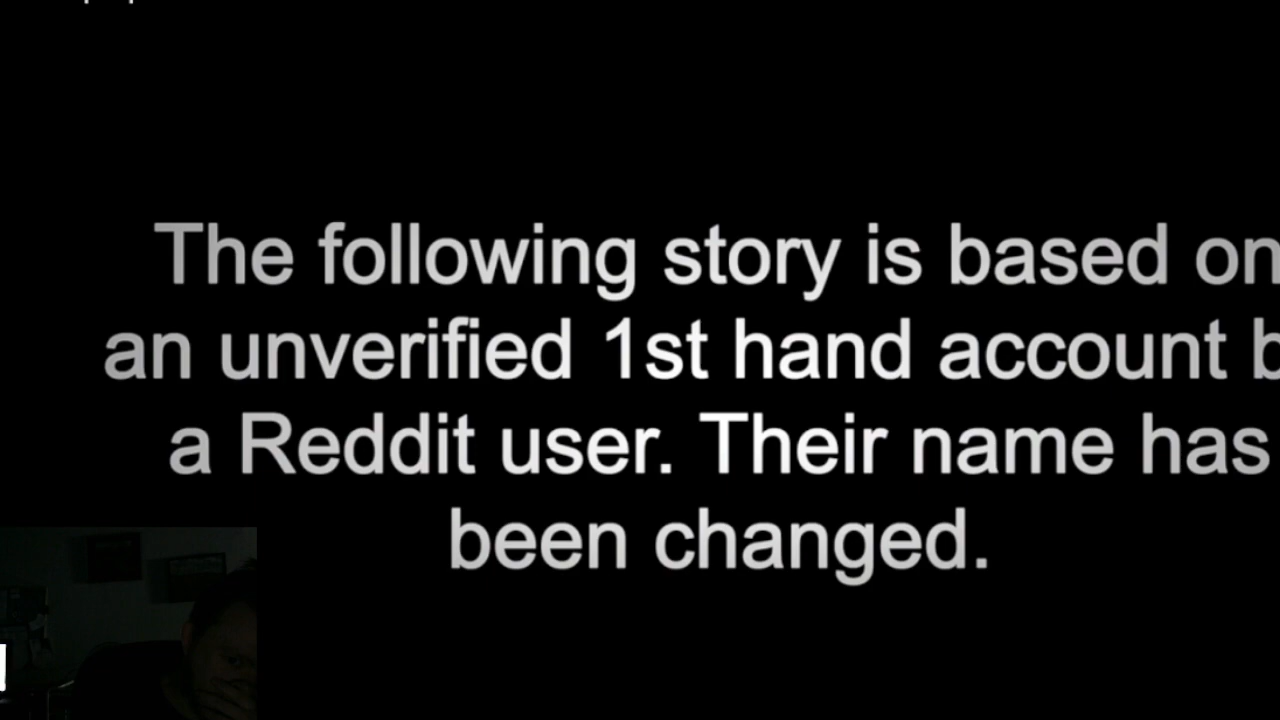 The following story is based on
an unverified 1st hand account b
a Reddit user. Their name has
been changed.